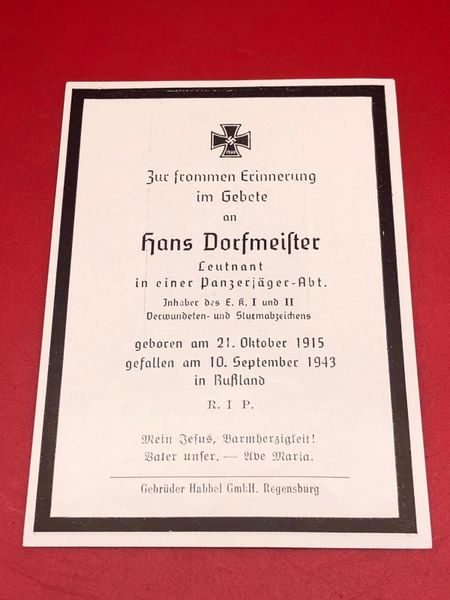 Zur frommen Erinnerung
im Gebete
an
Hans Dorfmeister
Leutnant
in einer Panzerjäger-Abt.
Inhaber des E. K. I und II
Verwundeten- und Sturmabzeichens
geboren am 21. Oktober 1915
gefallen am 10. September 1943
in Rußland
R. I P.
Mein Jesus, Barmherzigkeit!
Vater unser. — Ave Maria.
Gebrüder Habbel GmbH. Regensburg